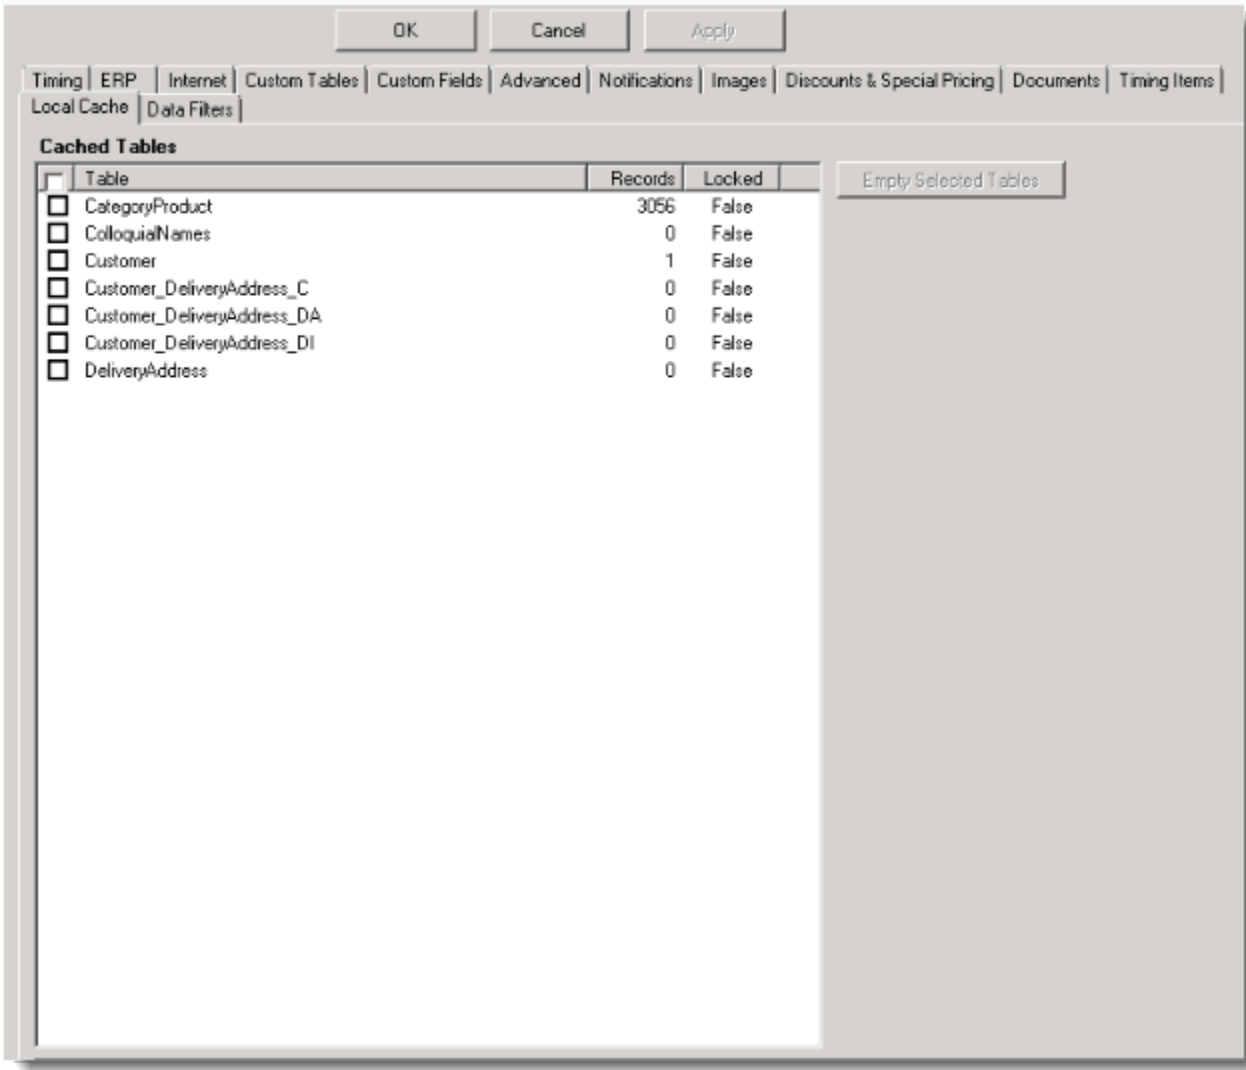 OK Cancel Apply
Timing ERP Internet Custom Tables Custom Fields Advanced Notifications Images Discounts & Special Pricing Documents Timing Items
Local Cache Data Filters
Cached Tables
Table Records Locked Empty Selected Tables
CategoryProduct 3056 False
ColloquialNames 0 False
Customer 1 False
Customer_DeliveryAddress_C 0 False
Customer_DeliveryAddress_DA 0 False
Customer_DeliveryAddress_DI 0 False
DeliveryAddress 0 False